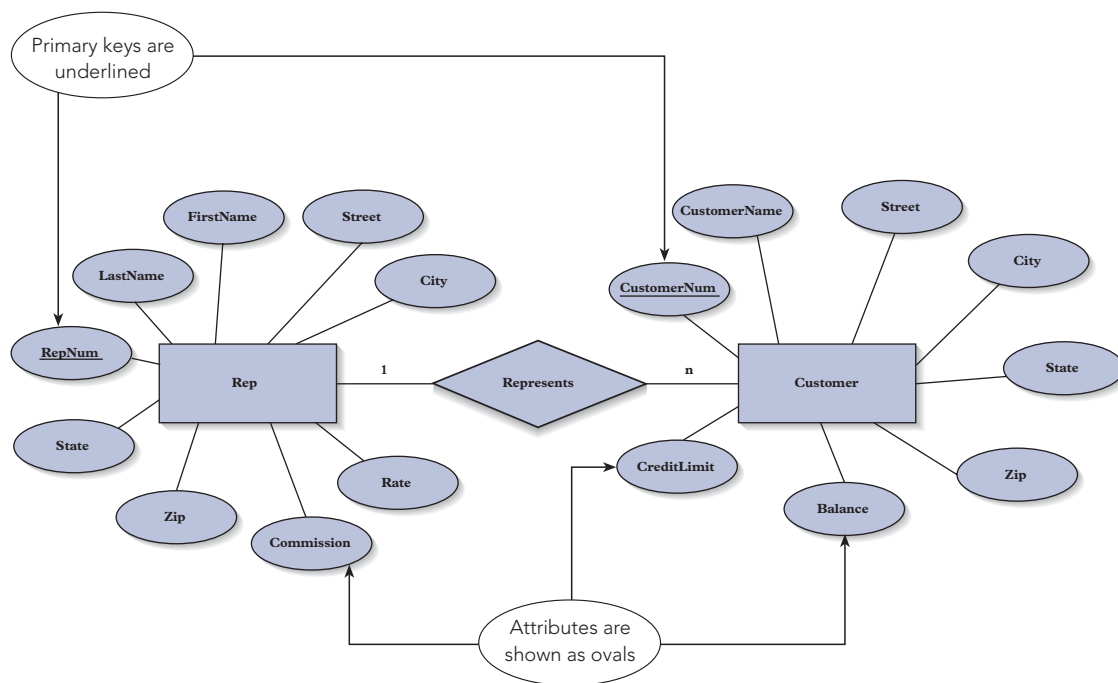 Primary keys are
underlined
FirstName
Street
LastName
City
RepNum
Rep
State
Zip
Commission
Rate
1
Represents
n
CustomerName
Street
CustomerNum
City
Customer
State
CreditLimit
Zip
Balance
Attributes are
shown as ovals